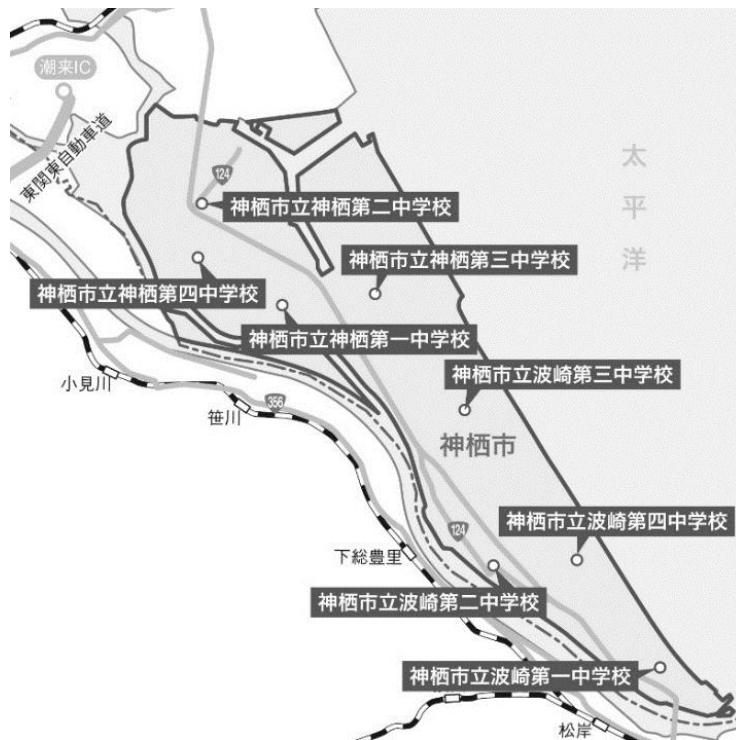 潮来IC
東関東自動車道
太平洋
124
神栖市立神栖第二中学校
神栖市立神栖第三中学校
神栖市立神栖第四中学校
神栖市立神栖第一中学校
小見川
笹川
356
神栖市立波崎第三中学校
神栖市
神栖市立波崎第四中学校
124
下総豊里
神栖市立波崎第二中学校
神栖市立波崎第一中学校
松岸